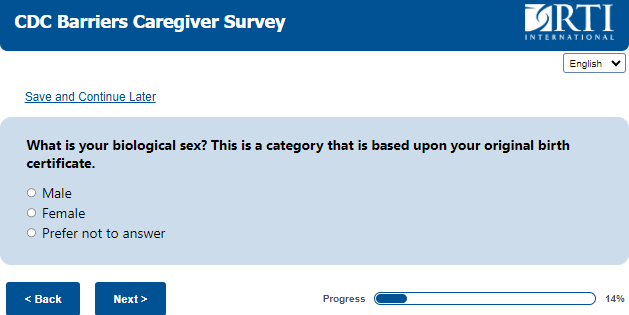 CDC Barriers Caregiver Survey
RTI
INTERNATIONAL
English
Save and Continue Later
What is your biological sex? This is a category that is based upon your original birth
certificate.
Male
Female
Prefer not to answer
< Back
Next >
Progress
14%